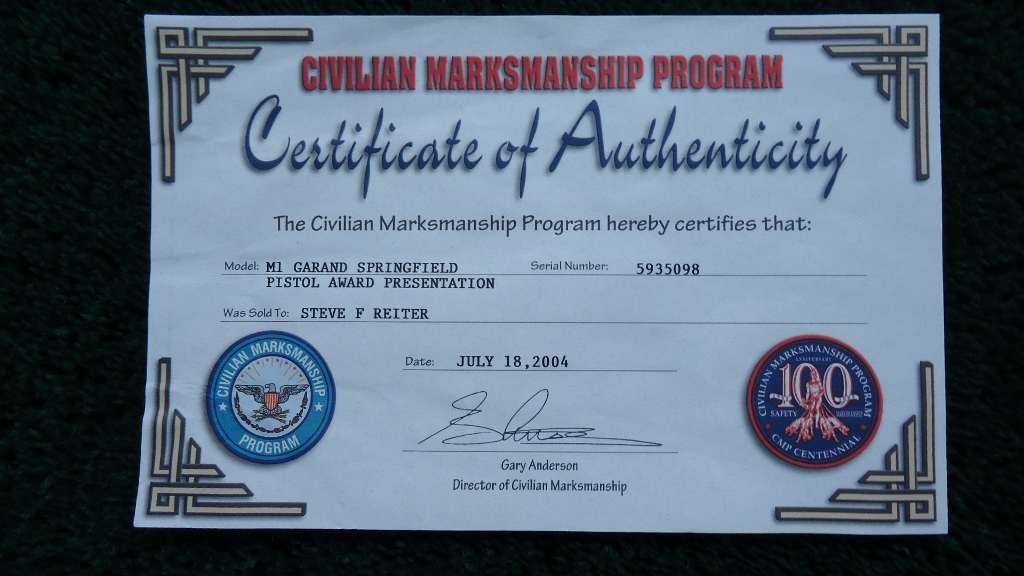 CIVILIAN MARKSMANSHIP PROGRAM
Certificate of Authenticity
The Civilian Marksmanship Program hereby certifies that:
Model: M1 GARAND SPRINGFIELD Serial Number: 5935098
PISTOL AWARD PRESENTATION
Was Sold To: STEVE F REITER
Date: JULY 18,2004
Gary Anderson
Director of Civilian Marksmanship
CIVILIAN MARKSMANSHIP
PROGRAM
CIVILIAN MARKSMANSHIP PROGRAM
ANNIVERSARY
100
SAFETY
CMP CENTENNIAL